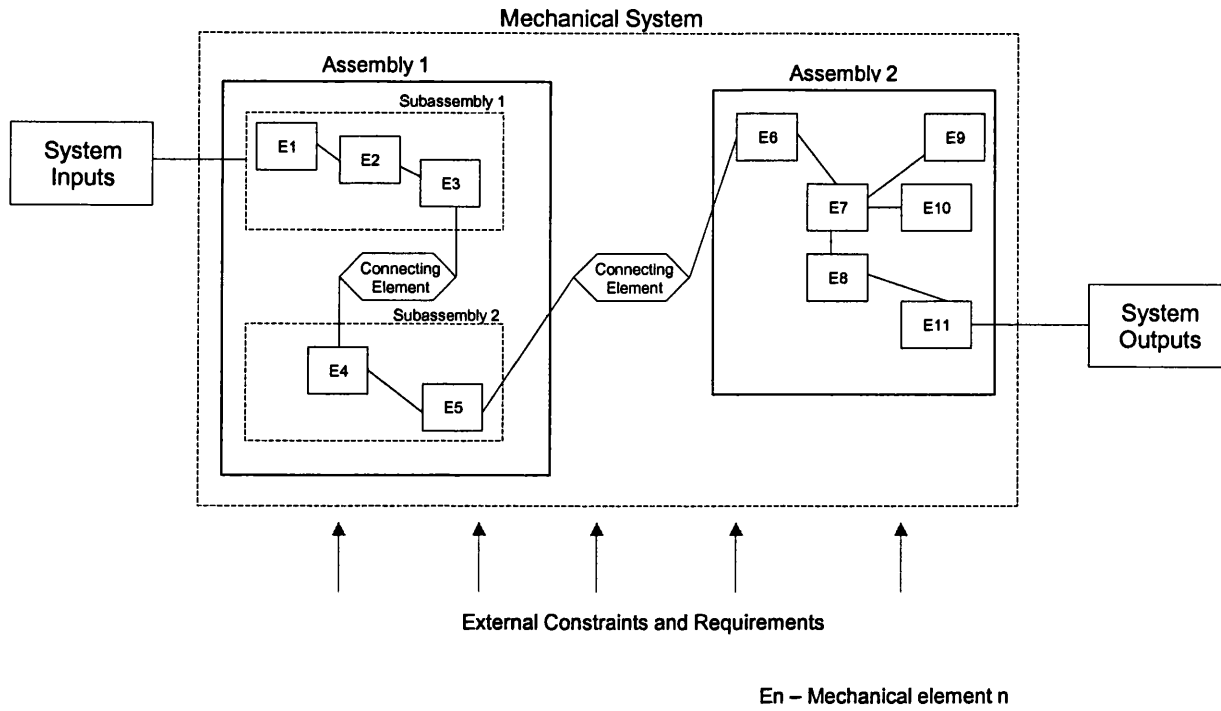 Mechanical System
Assembly 1
Assembly 2
Subassembly 1
System
Inputs
E1
E2
E3
Connecting
Element
Subassembly 2
E4
E5
Connecting
Element
E6
E9
E7
E10
E8
E11
System
Outputs
External Constraints and Requirements
En – Mechanical element n